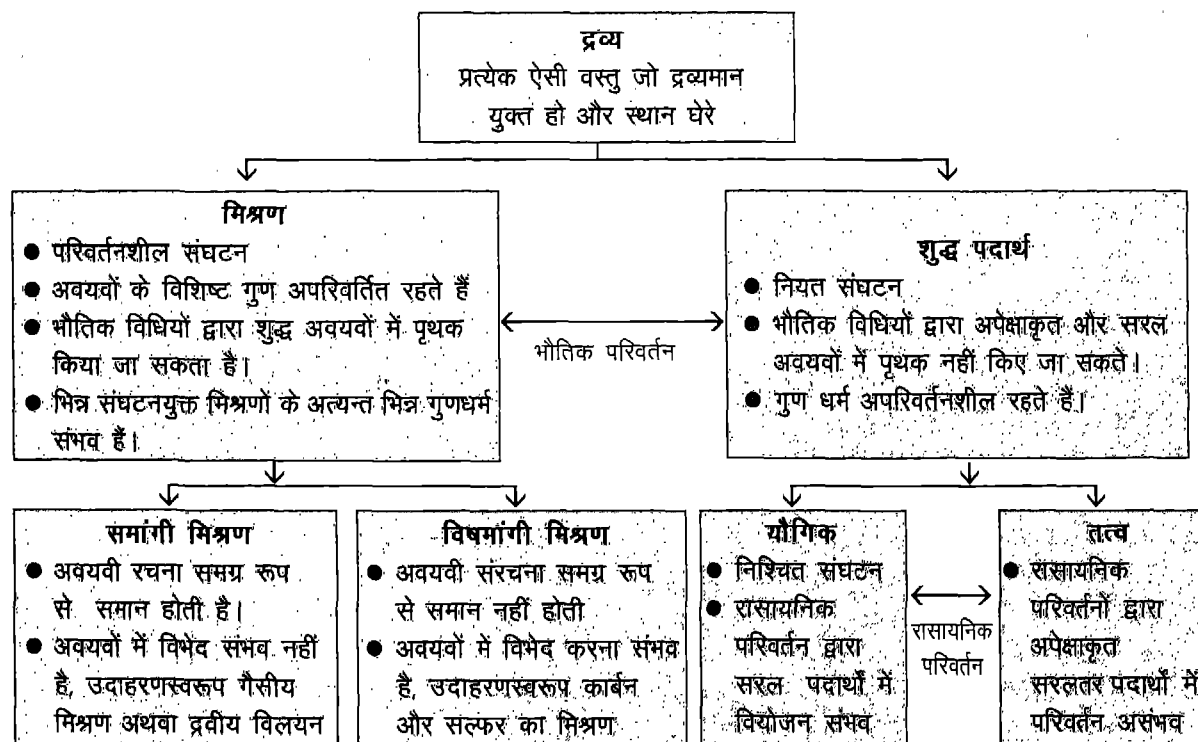 द्रव्य
प्रत्येक ऐसी वस्तु जो द्रव्यमान
युक्त हो और स्थान घेरे
मिश्रण
● परिवर्तनशील संघटन
● अवयवों के विशिष्ट गुण अपरिवर्तित रहते हैं
● भौतिक विधियों द्वारा शुद्ध अवयवों में पृथक
किया जा सकता है।
● भिन्न संघटनयुक्त मिश्रणों के अत्यन्त भिन्न गुणधर्म
संभव हैं।
भौतिक परिवर्तन
शुद्ध पदार्थ
● नियत संघटन
● भौतिक विधियों द्वारा अपेक्षाकृत और सरल
अवयवों में पृथक नहीं किए जा सकते।
● गुण धर्म अपरिवर्तनशील रहते हैं।
समांगी मिश्रण
● अवयवी रचना समग्र रूप
से समान होती है।
● अवयवों में विभेद संभव नहीं
है, उदाहरणस्वरूप गैसीय
मिश्रण अथवा द्रवीय विलयन
विषमांगी मिश्रण
● अवयवी संरचना समग्र रूप
से समान नहीं होती
● अवयवों में विभेद करना संभव
है, उदाहरणस्वरूप कार्बन
और सल्फर का मिश्रण
यौगिक
● निश्चित संघटन
● रासायनिक
परिवर्तन द्वारा
सरल पदार्थों में
वियोजन संभव
रासायनिक
परिवर्तन
तत्व
● रासायनिक
परिवर्तनों द्वारा
अपेक्षाकृत
सरलतर पदार्थों में
परिवर्तन असंभव